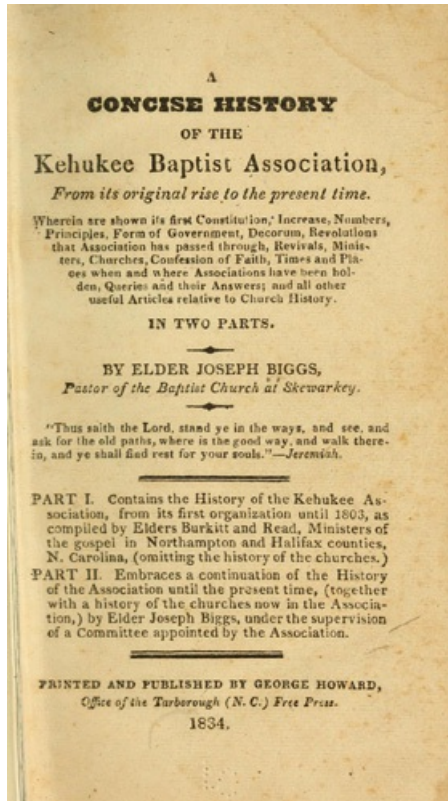 A
CONCISE HISTORY
OF THE
Kehukee Baptist Association,
From its original rise to the present time.
Wherein are shown its first Constitution, Increase, Numbers,
Principles, Form of Government, Decorum, Revolutions
that Association has passed through, Revivals, Minis-
ters, Churches, Confession of Faith, Times and Pla-
ces when and where Associations have been hol-
den, Queries and their Answers; and all other
useful Articles relative to Church History.
IN TWO PARTS.
BY ELDER JOSEPH BIGGS,
Pastor of the Baptist Church at Skewarkey.
"Thus saith the Lord, stand ye in the ways, and see, and
ask for the old paths, where is the good way, and walk there-
in, and ye shall find rest for your souls."—Jeremiah.
PART I. Contains the History of the Kehukee As-
sociation, from its first organization until 1803, as
compiled by Elders Burkitt and Read, Ministers of
the gospel in Northampton and Halifax counties,
N. Carolina, (omitting the history of the churches.)
PART II. Embraces a continuation of the History
of the Association until the present time, (together
with a history of the churches now in the Associa-
tion,) by Elder Joseph Biggs, under the supervision
of a Committee appointed by the Association.
PRINTED AND PUBLISHED BY GEORGE HOWARD,
Office of the Tarborough (N. C.) Free Press.
1834.